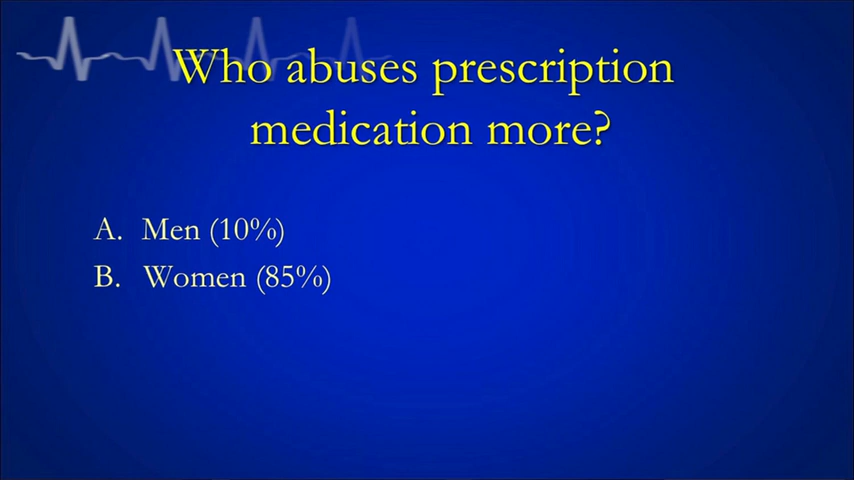 Who abuses prescription
medication more?
A. Men (10%)
B. Women (85%)